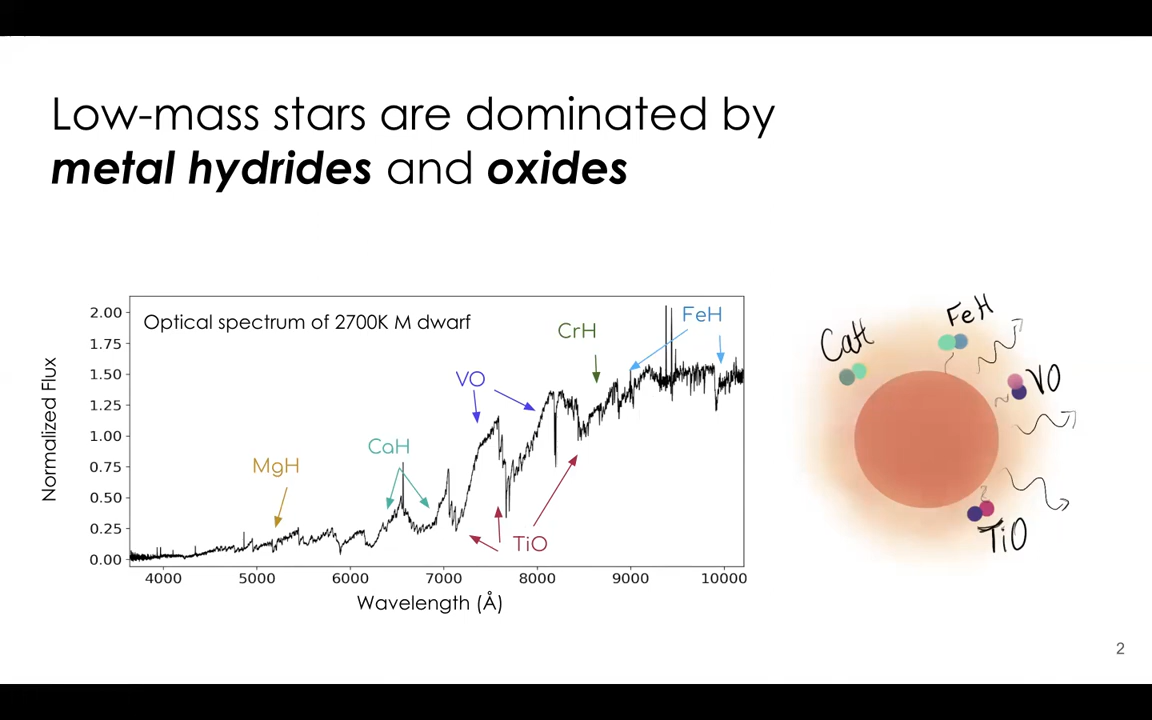 Low-mass stars are dominated by
metal hydrides and oxides
Optical spectrum of 2700K M dwarf
Normalized Flux
2.00
1.75
1.50
1.25
1.00
0.75
0.50
0.25
0.00
MgH
CaH
VO
CrH
FeH
TiO
4000 5000 6000 7000 8000 9000 10000
Wavelength (Å)
CaH
FeH
VO
TiO
2